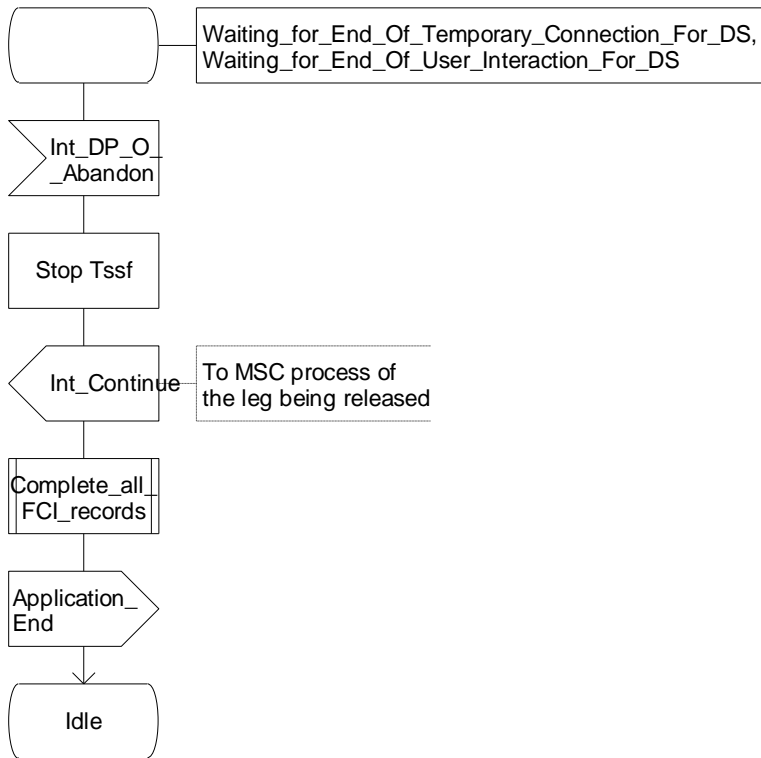 Waiting_for_End_Of_Temporary_Connection_For_DS,
Waiting_for_End_Of_User_Interaction_For_DS
Int_DP_O_
_Abandon
Stop Tssf
Int_Continue
To MSC process of
the leg being released
Complete_all_
FCI_records
Application_
End
Idle